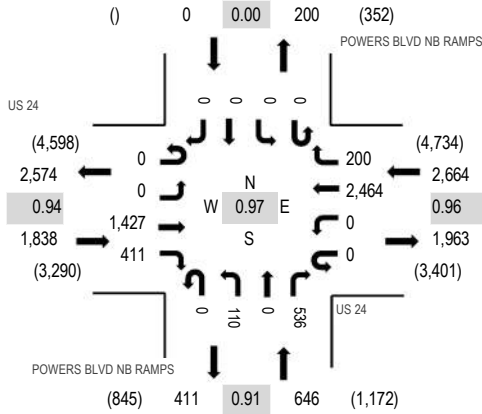 () 0 0.00 200 (352)
POWERS BLVD NB RAMPS
US 24
0 0 0 0
(4,598) (4,734)
2,574 0 200 2,664
0 N 2,464
0.94 W 0.97 E 0.96
1,838 1,427 S 0 1,963
411 0
(3,290) (3,401)
0 110 0 536
US 24
POWERS BLVD NB RAMPS
(845) 411 0.91 646 (1,172)